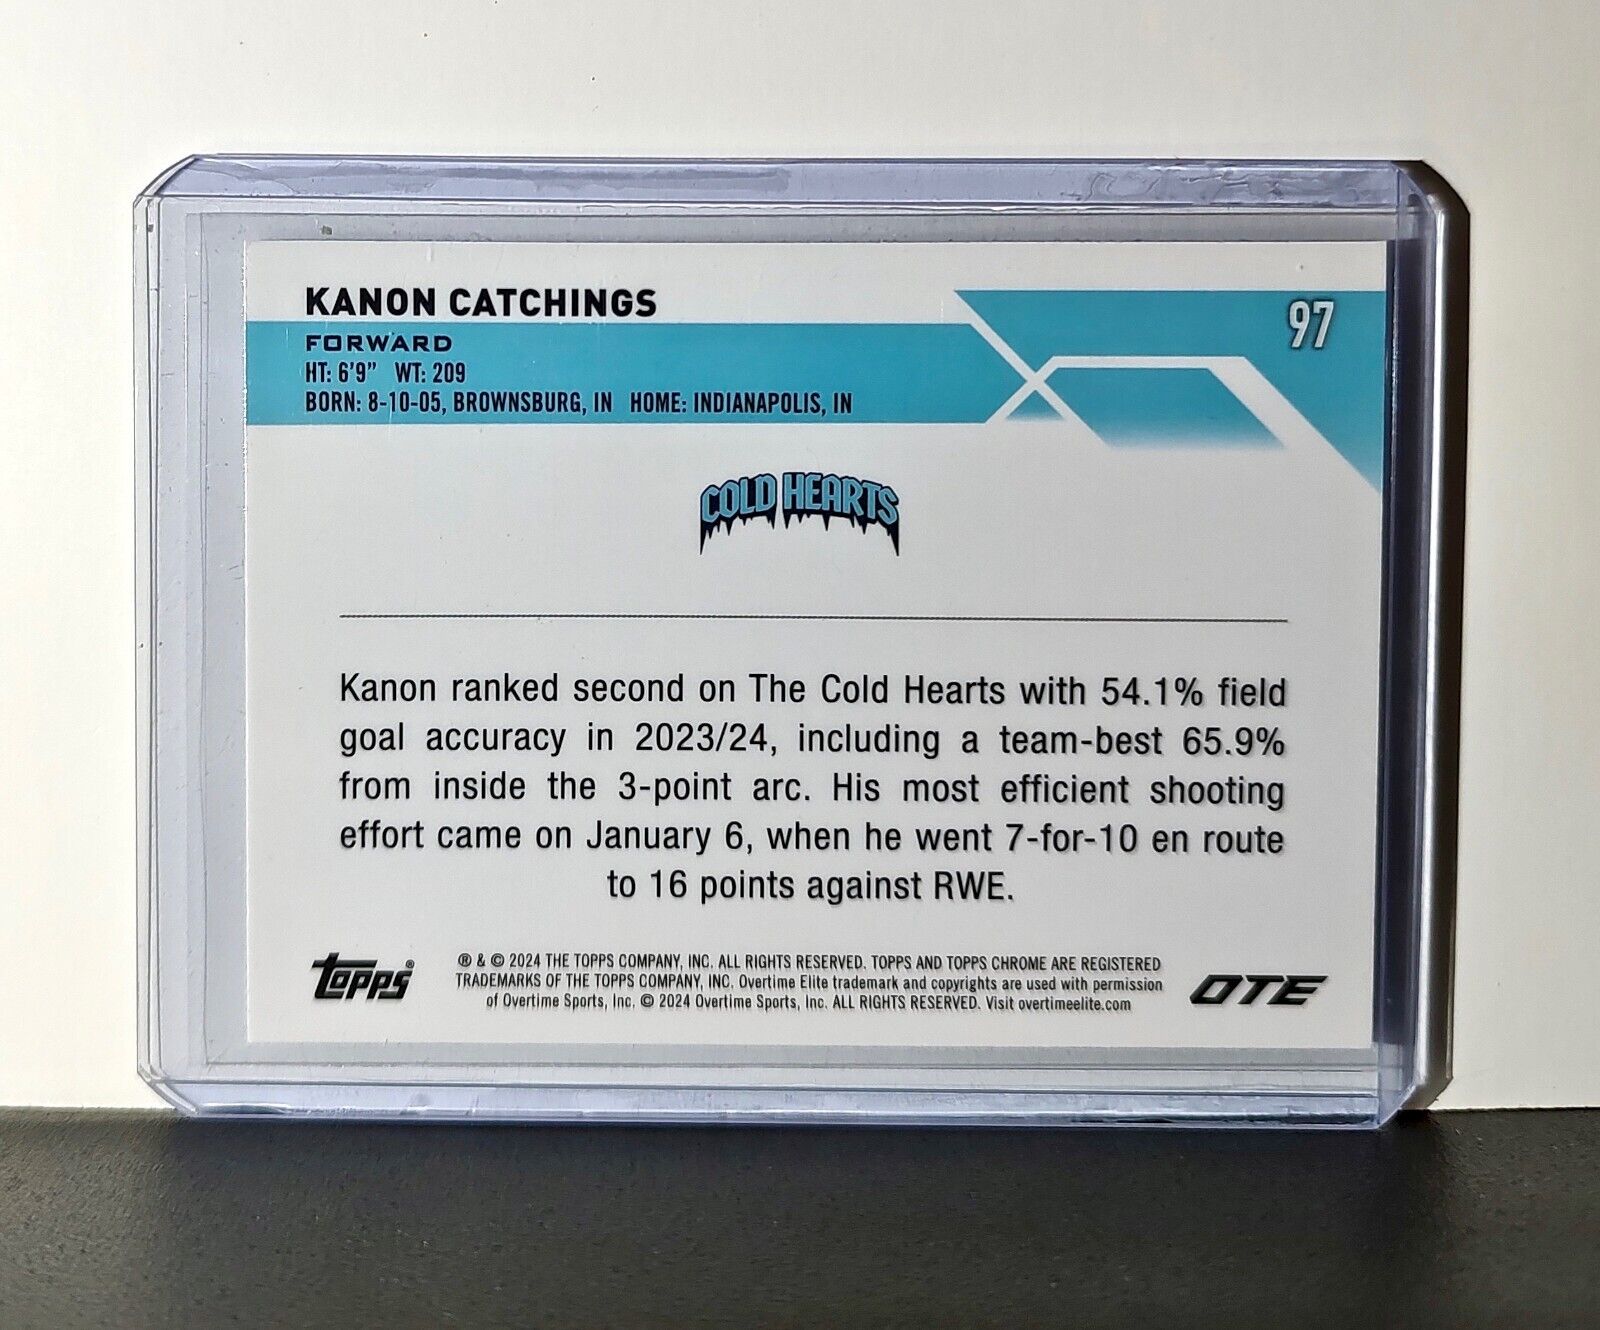 KANON CATCHINGS
97
FORWARD
HT: 6'9" WT: 209
BORN: 8-10-05, BROWNSBURG, IN HOME: INDIANAPOLIS, IN
COLD HEARTS
Kanon ranked second on The Cold Hearts with 54.1% field
goal accuracy in 2023/24, including a team-best 65.9%
from inside the 3-point arc. His most efficient shooting
effort came on January 6, when he went 7-for-10 en route
to 16 points against RWE.
topps®
® & © 2024 THE TOPPS COMPANY, INC. ALL RIGHTS RESERVED. TOPPS AND TOPPS CHROME ARE REGISTERED
TRADEMARKS OF THE TOPPS COMPANY, INC. Overtime Elite trademark and copyrights are used with permission
of Overtime Sports, Inc. © 2024 Overtime Sports, Inc. ALL RIGHTS RESERVED. Visit overtimeelite.com
OTE